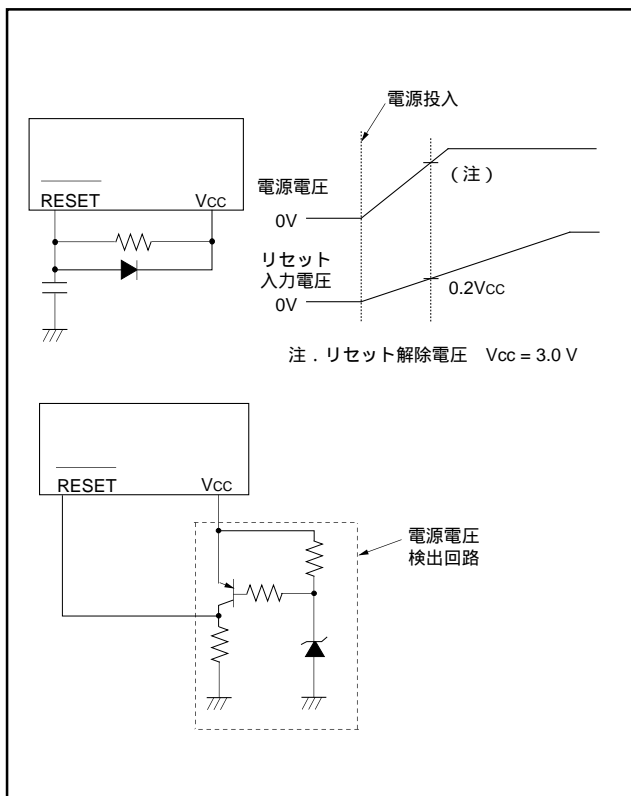 電源投入
RESET
Vcc
電源電圧
0V
(注)
リセット
入力電圧
0V
0.2Vcc
注．リセット解除電圧　Vcc = 3.0 V
RESET
Vcc
電源電圧
検出回路